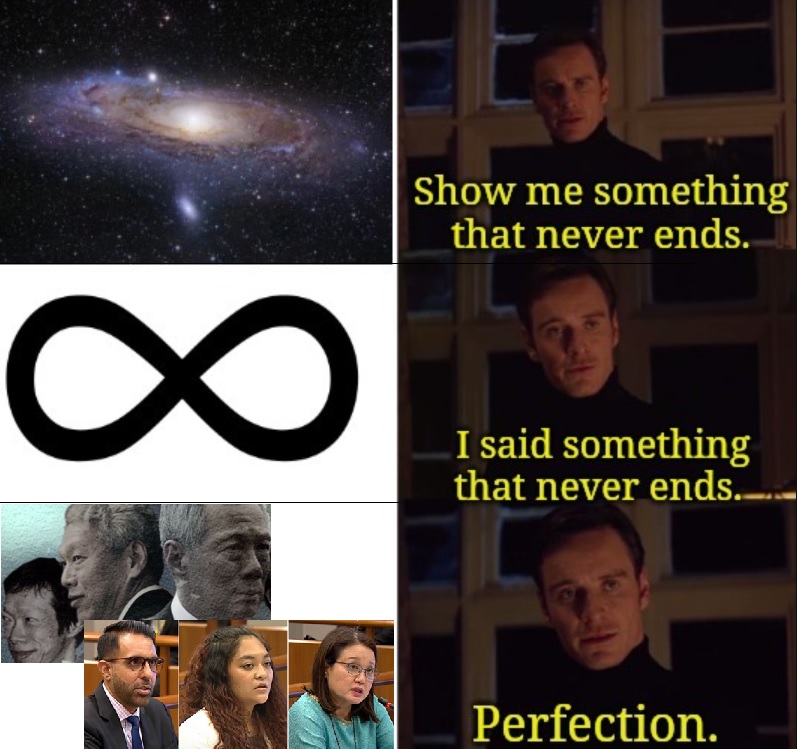 Show me something
that never ends.
I said something
that never ends.
Perfection.